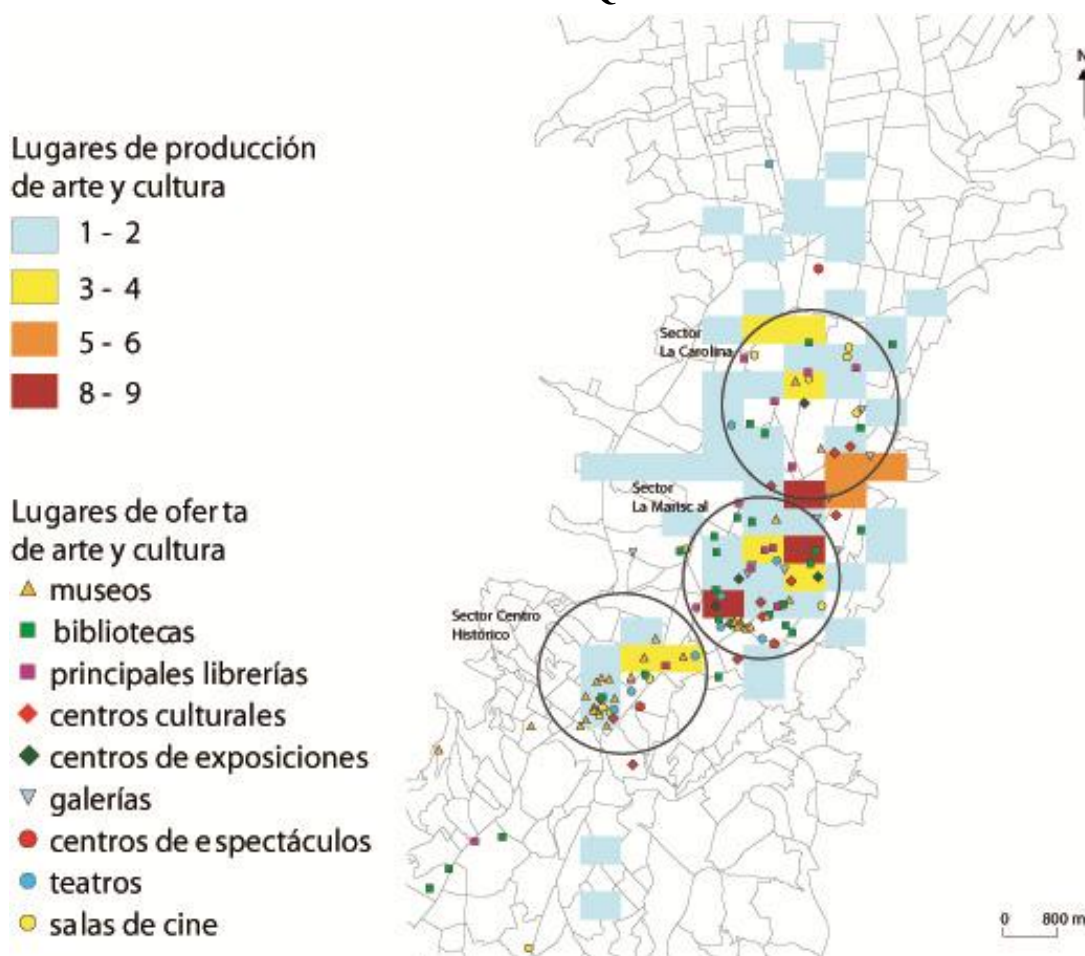 Q
N
Lugares de producción
de arte y cultura
1 - 2
3 - 4
5 - 6
8 - 9
Sector
La Carolina
Sector
La Mariscal
Sector Centro
Histórico
Lugares de oferta
de arte y cultura
museos
bibliotecas
principales librerías
centros culturales
centros de exposiciones
galerías
centros de espectáculos
teatros
salas de cine
0 800 m